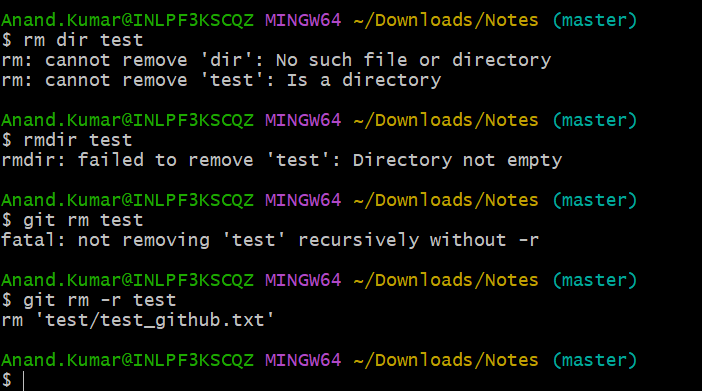 Anand.Kumar@INLPF3KSCQZ MINGW64 ~/Downloads/Notes (master)
$ rm dir test
rm: cannot remove 'dir': No such file or directory
rm: cannot remove 'test': Is a directory
Anand.Kumar@INLPF3KSCQZ MINGW64 ~/Downloads/Notes (master)
$ rmdir test
rmdir: failed to remove 'test': Directory not empty
Anand.Kumar@INLPF3KSCQZ MINGW64 ~/Downloads/Notes (master)
$ git rm test
fatal: not removing 'test' recursively without -r
Anand.Kumar@INLPF3KSCQZ MINGW64 ~/Downloads/Notes (master)
$ git rm -r test
rm 'test/test_github.txt'
Anand.Kumar@INLPF3KSCQZ MINGW64 ~/Downloads/Notes (master)
$